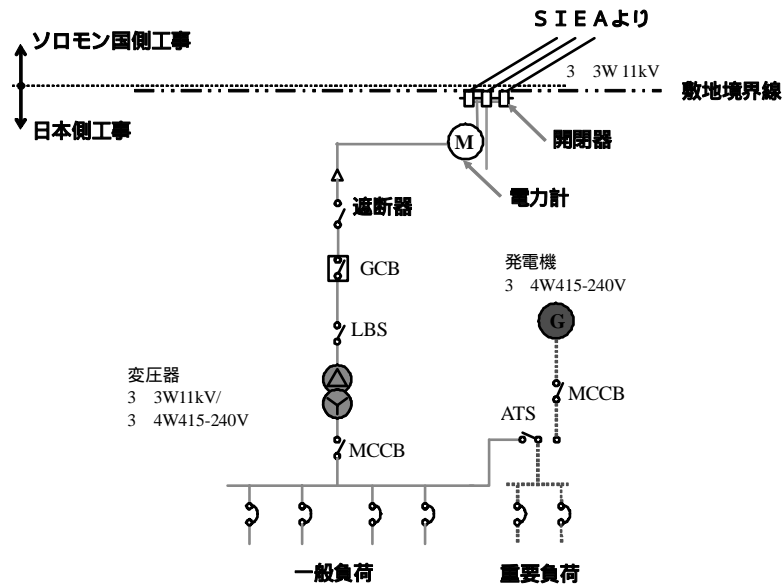 ＳＩＥＡより
ソロモン国側工事
3 3W 11kV
敷地境界線
日本側工事
開閉器
M
電力計
遮断器
発電機
3 4W415-240V
GCB
G
LBS
変圧器
3 3W11kV/
3 4W415-240V
MCCB
ATS
MCCB
一般負荷
重要負荷